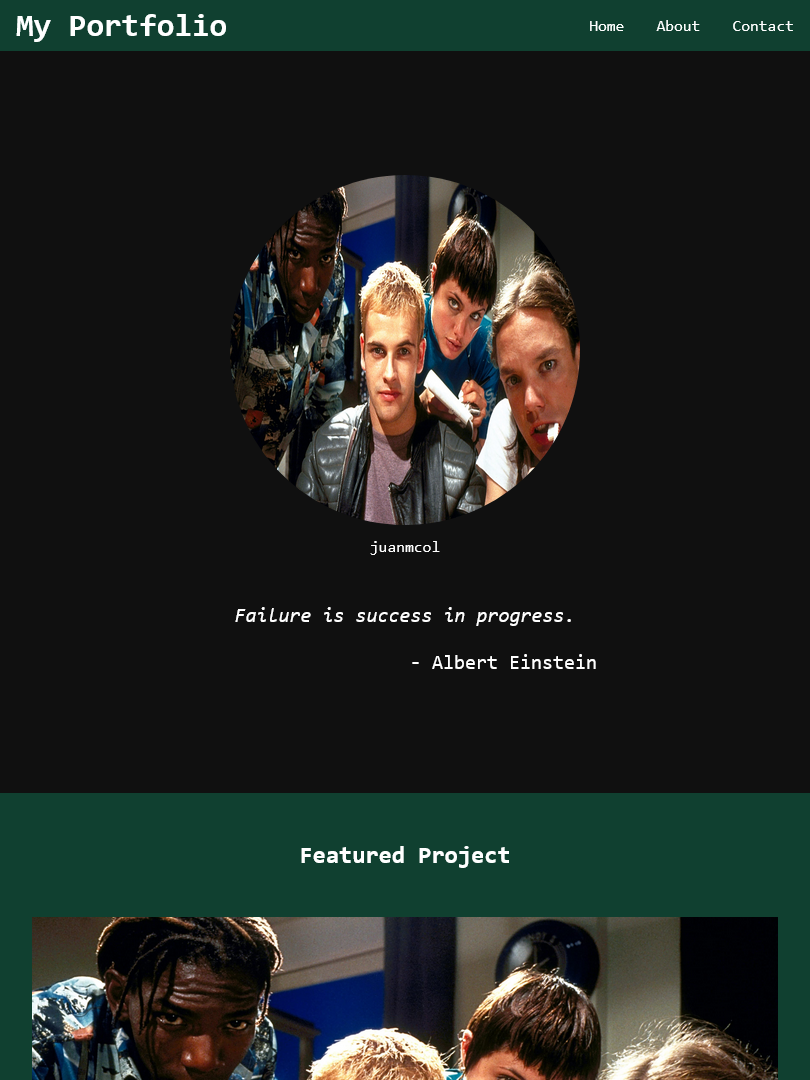 My Portfolio
Home About Contact
juanmcol
Failure is success in progress.
- Albert Einstein
Featured Project